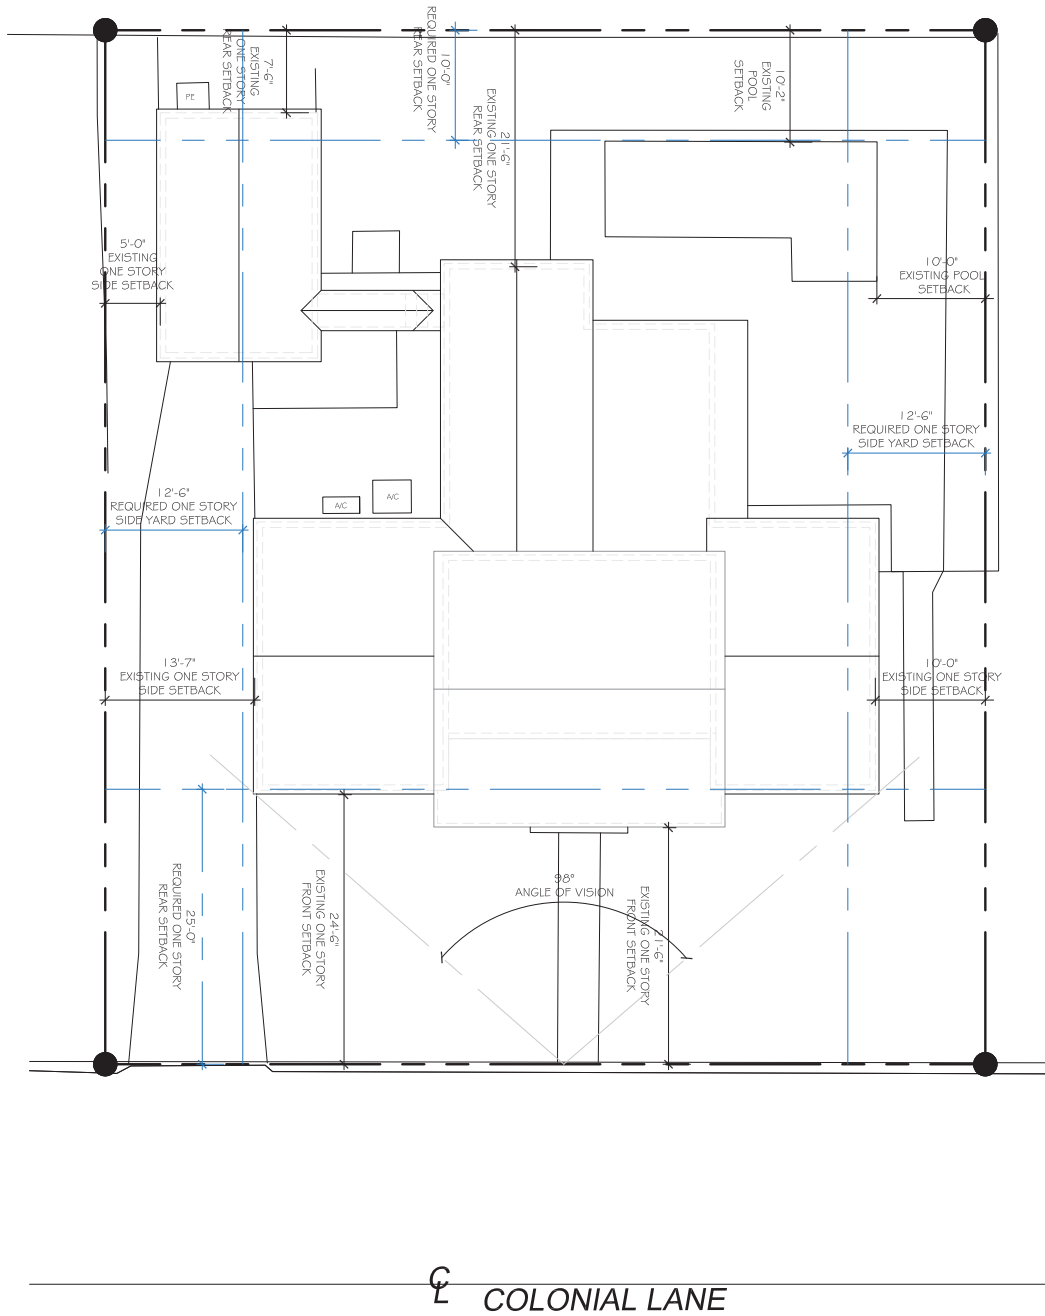 7'-6"
EXISTING
ONE STORY
REAR SETBACK
10'-0"
REQUIRED ONE STORY
REAR SETBACK
21'-6"
EXISTING ONE STORY
REAR SETBACK
10'-2"
EXISTING
POOL
SETBACK
PE
5'-0"
EXISTING
ONE STORY
SIDE SETBACK
10'-0"
EXISTING POOL
SETBACK
12'-6"
REQUIRED ONE STORY
SIDE YARD SETBACK
12'-6"
REQUIRED ONE STORY
SIDE YARD SETBACK
A/C
A/C
13'-7"
EXISTING ONE STORY
SIDE SETBACK
10'-0"
EXISTING ONE STORY
SIDE SETBACK
25'-0"
REQUIRED ONE STORY
REAR SETBACK
24'-6"
EXISTING ONE STORY
FRONT SETBACK
98°
ANGLE OF VISION
21'-6"
EXISTING ONE STORY
FRONT SETBACK
CL COLONIAL LANE